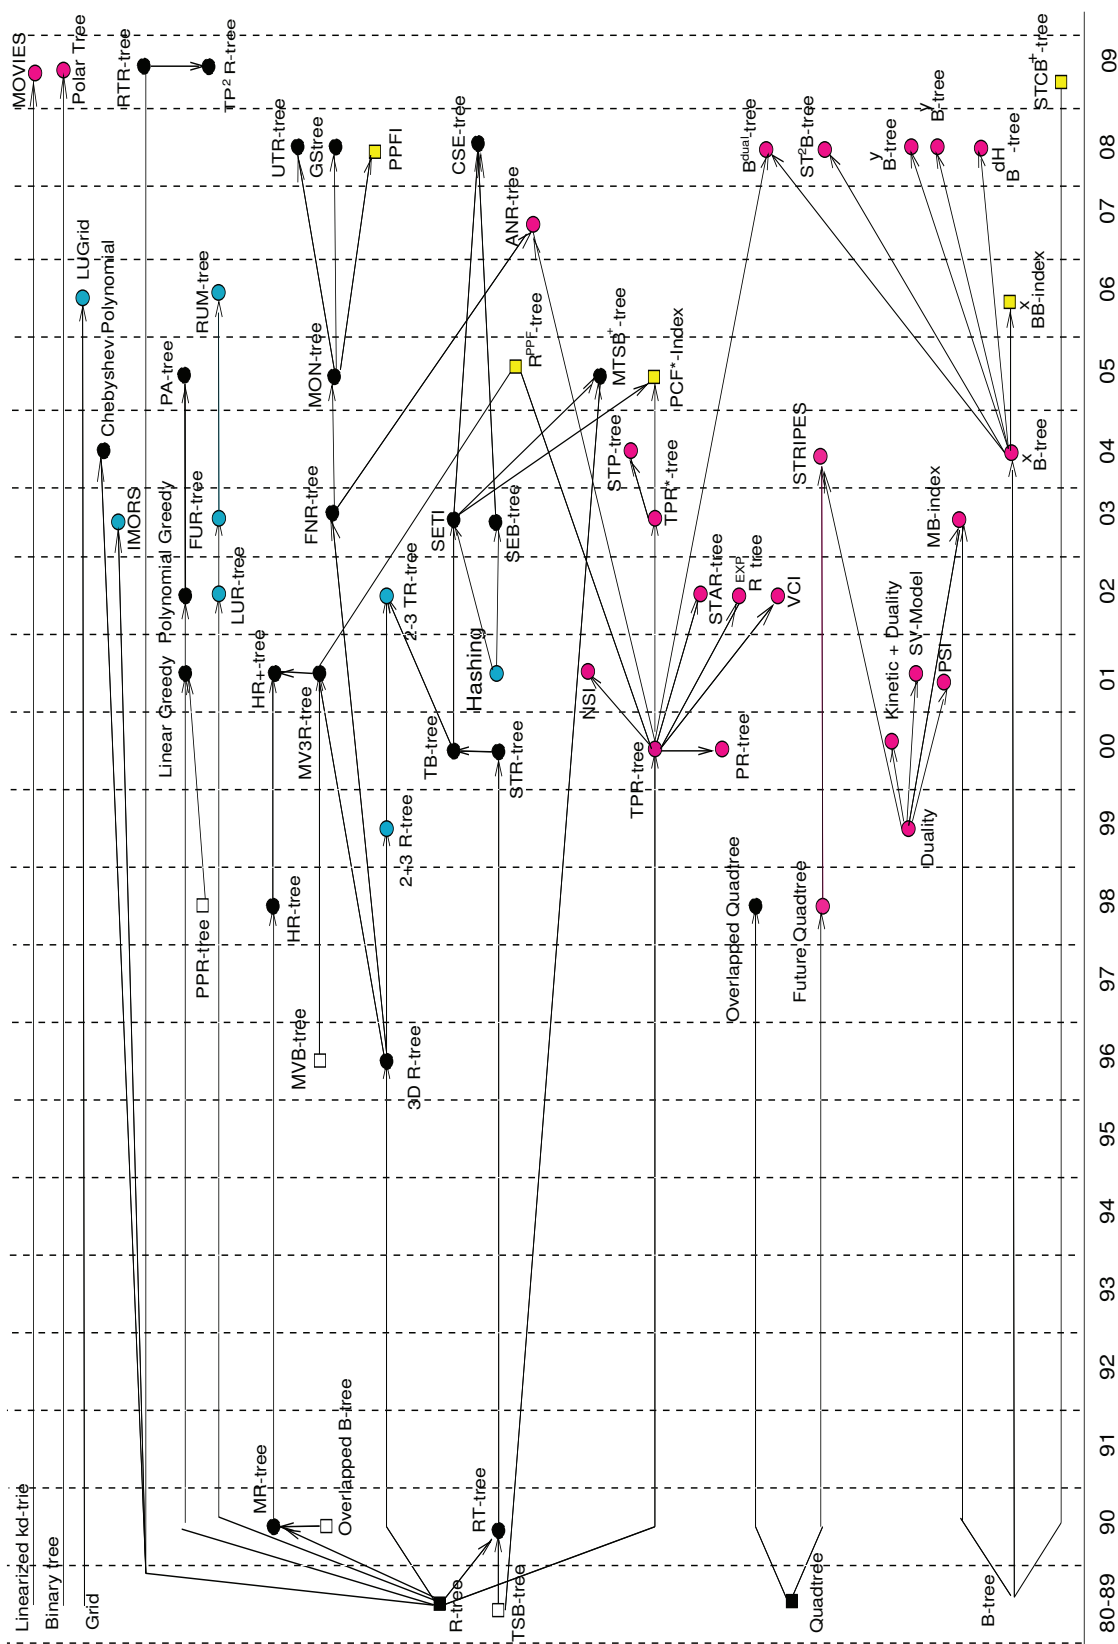 Linearized kd-trie
MOVIES
Binary tree
Polar Tree
Grid
LUGrid
Chebyshev Polynomial
IMORS
RTR-tree
TP² R-tree
Linear Greedy
Polynomial Greedy
PA-tree
PPR-tree
LUR-tree
FUR-tree
RUM-tree
MR-tree
Overlapped B-tree
HR-tree
HR+-tree
MVB-tree
MV3R-tree
FNR-tree
MON-tree
UTR-tree
GStree
PPFI
3D R-tree
2+3 R-tree
2-3 TR-tree
R-tree
TB-tree
SETI
CSE-tree
RT-tree
TSB-tree
STR-tree
Hashing
SEB-tree
R^PPF-tree
ANR-tree
NSI
MTSB⁺-tree
STP-tree
TPR-tree
TPR*-tree
PCF*-Index
STAR-tree
PR-tree
R^EXP tree
VCI
Overlapped Quadtree
Quadtree
Future Quadtree
STRIPES
B^dual-tree
ST²B-tree
Duality
Kinetic + Duality
SV-Model
PSI
MB-index
B-tree
B^x-tree
BB^x-index
B^y-tree
B^y-tree
B^dH-tree
STCB⁺-tree
80-89 90 91 92 93 94 95 96 97 98 99 00 01 02 03 04 05 06 07 08 09